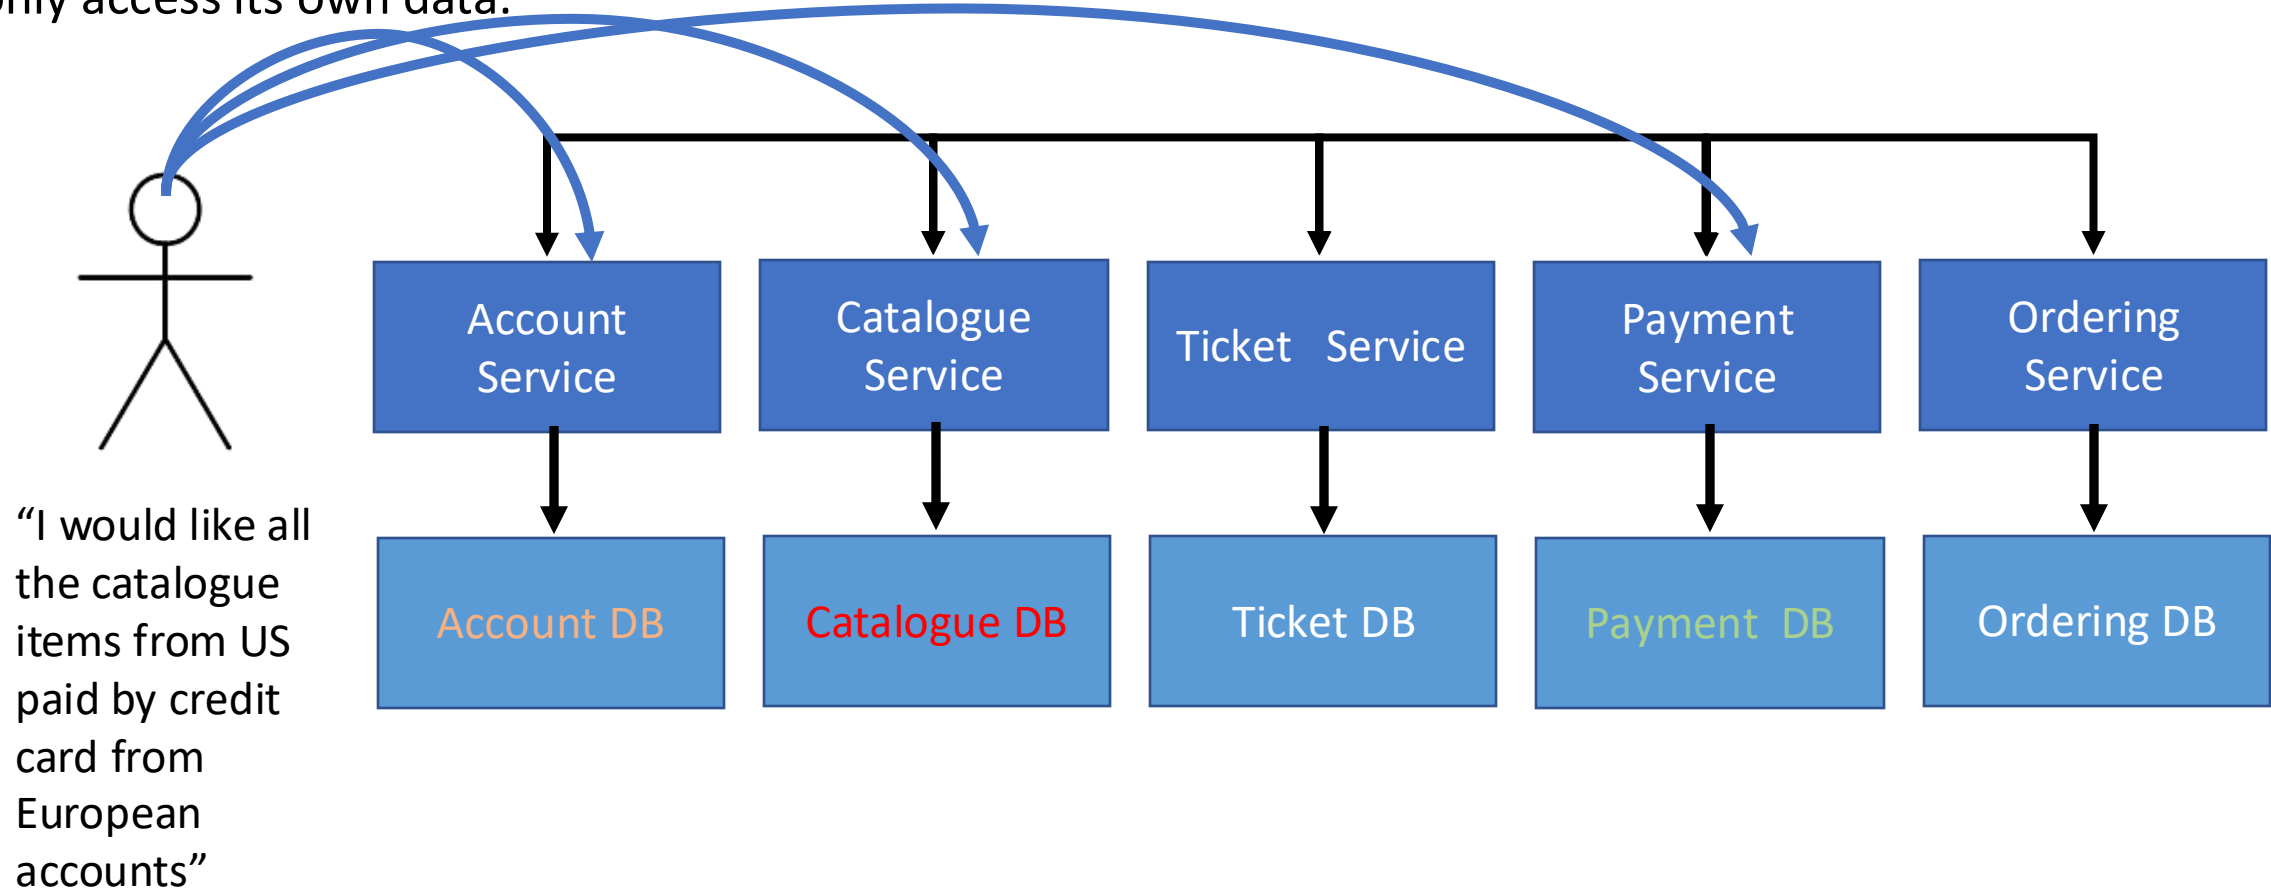 only access its own data.
Account
Service
Catalogue
Service
Ticket Service
Payment
Service
Ordering
Service
Account DB
Catalogue DB
Ticket DB
Payment DB
Ordering DB
“I would like all
the catalogue
items from US
paid by credit
card from
European
accounts”